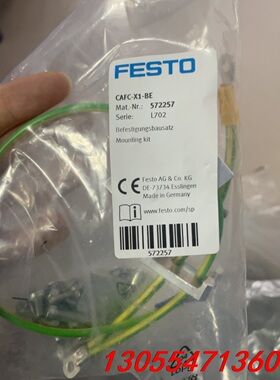 FESTO
CAFC-X1-BE
Mat.-Nr.: 572257
Serie: L702
Befestigungsbausatz
Mounting kit
Festo AG & Co. KG
DE-73734 Esslingen
Made in Germany
www.festo.com/sp
572257
13055471360